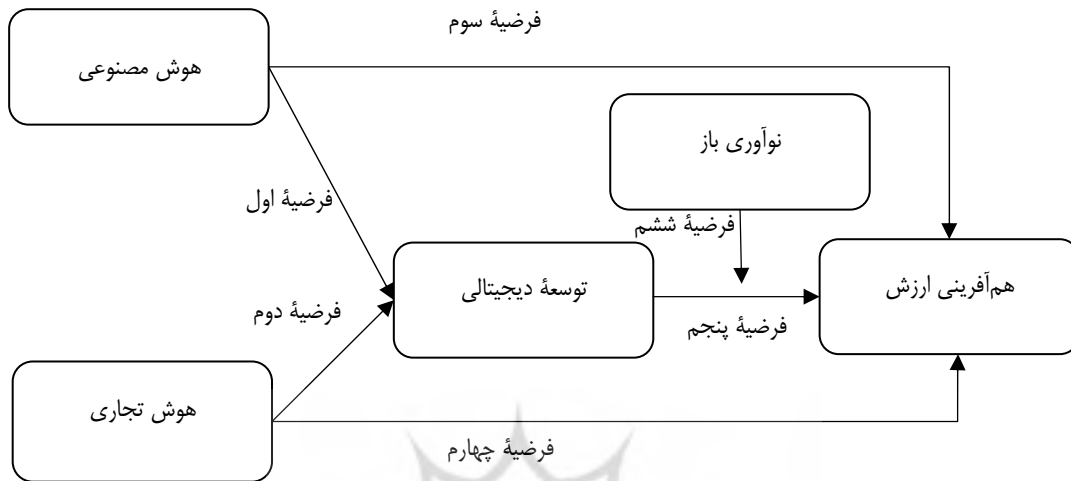 فرضیهٔ سوم
هوش مصنوعی
نوآوری باز
فرضیهٔ اول
فرضیهٔ ششم
توسعهٔ دیجیتالی
هم‌آفرینی ارزش
فرضیهٔ دوم
فرضیهٔ پنجم
هوش تجاری
فرضیهٔ چهارم